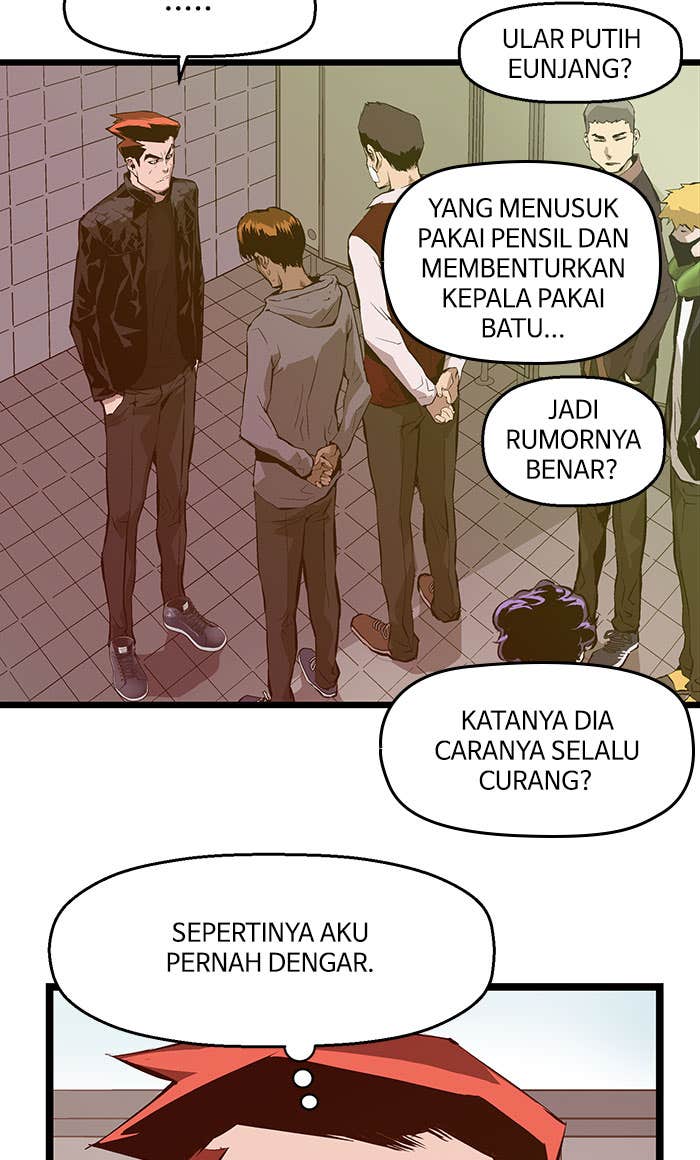 .....
ULAR PUTIH
EUNJANG?
YANG MENUSUK
PAKAI PENSIL DAN
MEMBENTURKAN
KEPALA PAKAI
BATU...
JADI
RUMORNYA
BENAR?
KATANYA DIA
CARANYA SELALU
CURANG?
SEPERTINYA AKU
PERNAH DENGAR.